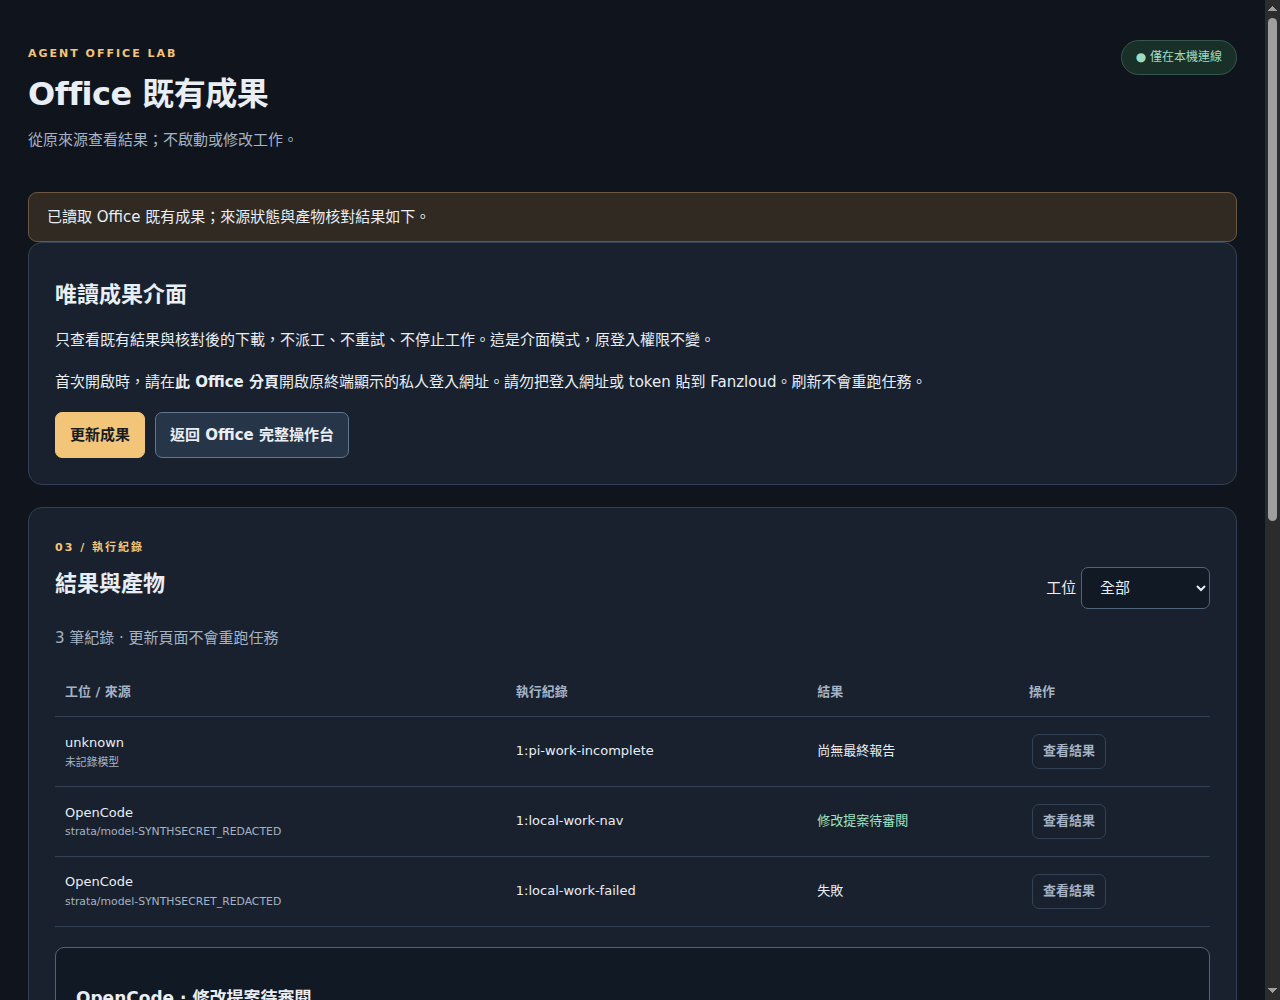 AGENT OFFICE LAB
● 僅在本機連線
Office 既有成果
從原來源查看結果；不啟動或修改工作。
已讀取 Office 既有成果；來源狀態與產物核對結果如下。
唯讀成果介面
只查看既有結果與核對後的下載，不派工、不重試、不停止工作。這是介面模式，原登入權限不變。
首次開啟時，請在此 Office 分頁開啟原終端顯示的私人登入網址。請勿把登入網址或 token 貼到 Fanzloud。刷新不會重跑任務。
更新成果 返回 Office 完整操作台
03 / 執行紀錄
結果與產物
工位 全部
3 筆紀錄 · 更新頁面不會重跑任務
工位 / 來源 執行紀錄 結果 操作
unknown
未記錄模型
1:pi-work-incomplete 尚無最終報告 查看結果
OpenCode
strata/model-SYNTHSECRET_REDACTED
1:local-work-nav 修改提案待審閱 查看結果
OpenCode
strata/model-SYNTHSECRET_REDACTED
1:local-work-failed 失敗 查看結果
OpenCode · 修改提案待審閱